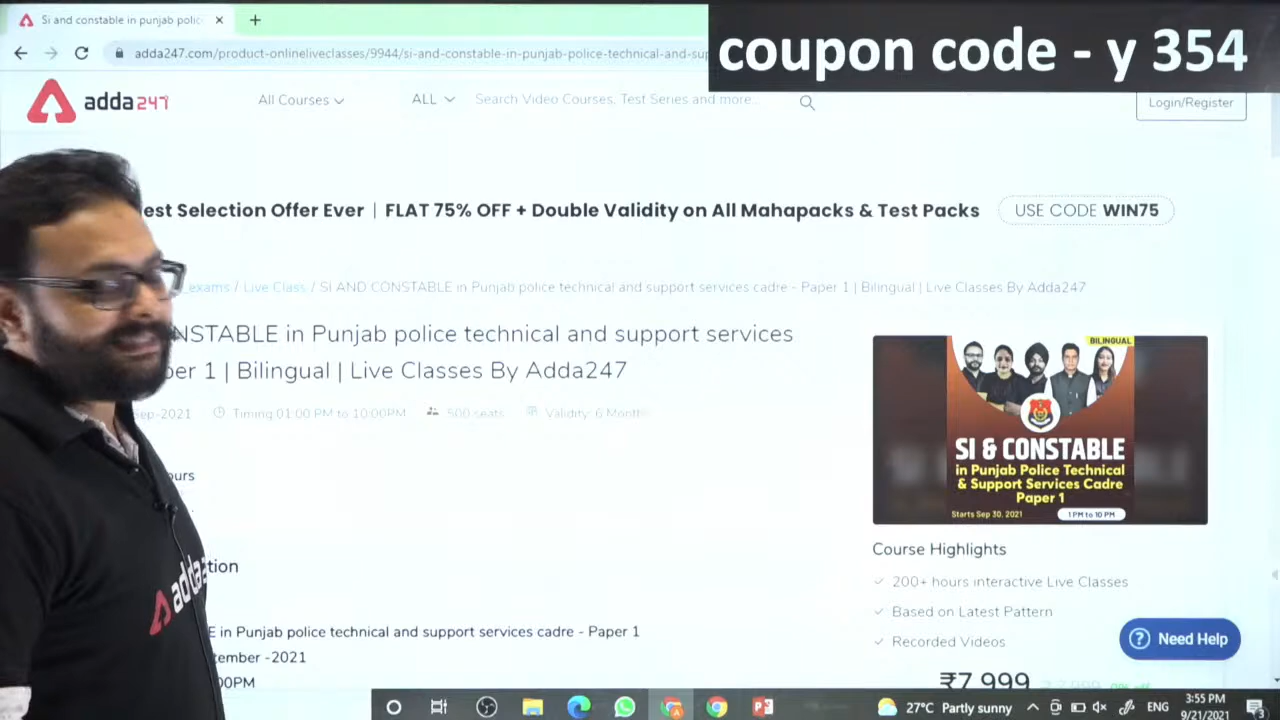 Si and constable in punjab polic
coupon code - y 354
adda247.com/product-onlineliveclasses/9944/si-and-constable-in-punjab-police-technical-and-sup
adda247
All Courses
ALL
Search Video Courses, Test Series and more...
Login/Register
est Selection Offer Ever | FLAT 75% OFF + Double Validity on All Mahapacks & Test Packs
USE CODE WIN75
exams / Live Class / SI AND CONSTABLE in Punjab police technical and support services cadre - Paper 1 | Bilingual | Live Classes By Adda247
NSTABLE in Punjab police technical and support services
per 1 | Bilingual | Live Classes By Adda247
Sep-2021 Timing 01:00 PM to 10:00PM 500 seats Validity: 6 Month
BILINGUAL
SI & CONSTABLE
in Punjab Police Technical
& Support Services Cadre
Paper 1
Starts Sep 30, 2021 1 PM to 10 PM
ours
tion
adda
E in Punjab police technical and support services cadre - Paper 1
tember -2021
00PM
Course Highlights
200+ hours interactive Live Classes
Based on Latest Pattern
Recorded Videos
₹7,999
Need Help
27°C Partly sunny
ENG
3:55 PM
9/21/2021